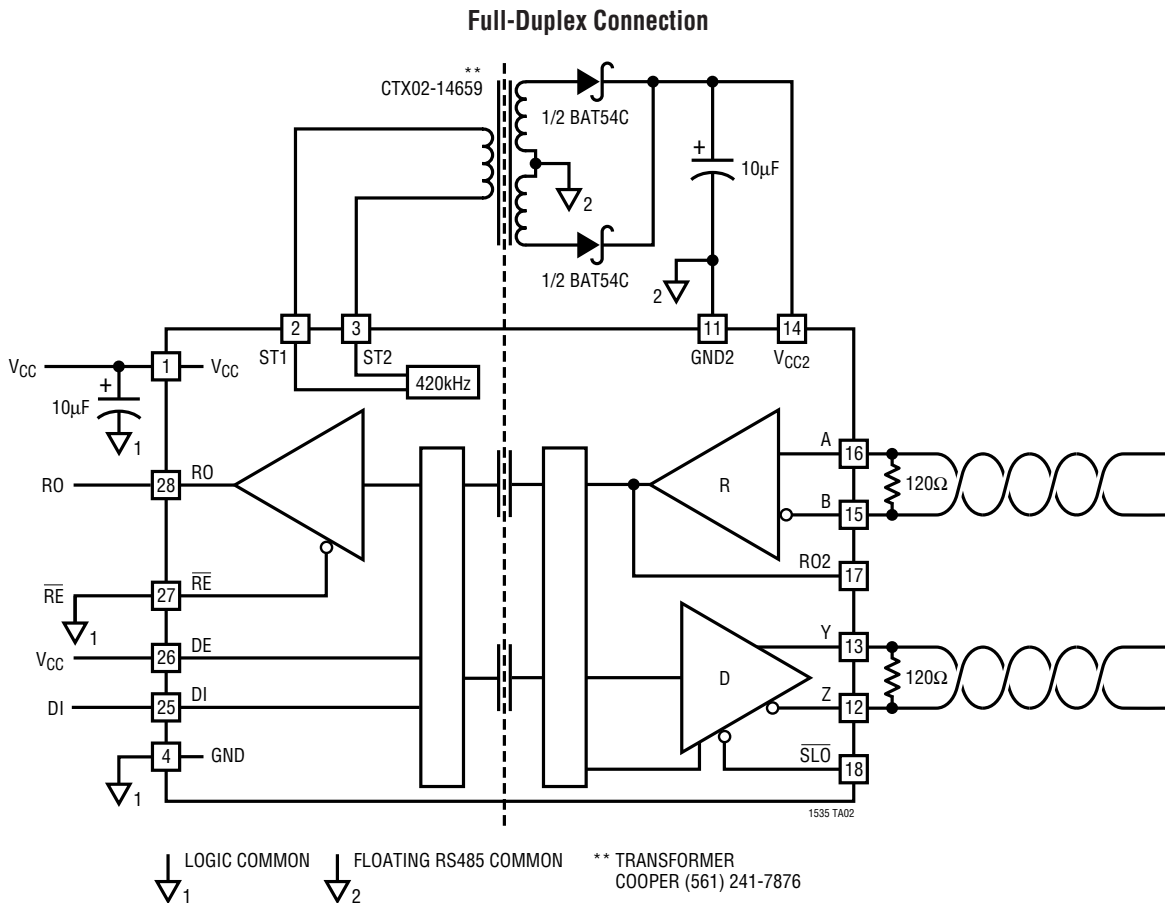 Full-Duplex Connection
**
CTX02-14659
1/2 BAT54C
+
10µF
2
1/2 BAT54C
2
2
3
11
14
ST1
ST2
GND2
VCC2
VCC
1
VCC
420kHz
+
10µF
1
A
16
RO
28
RO
R
120Ω
B
15
RO2
17
RE
27
RE
1
Y
13
VCC
26
DE
D
120Ω
DI
25
DI
Z
12
4
GND
SLO
18
1
1535 TA02
1
LOGIC COMMON
2
FLOATING RS485 COMMON
** TRANSFORMER
COOPER (561) 241-7876